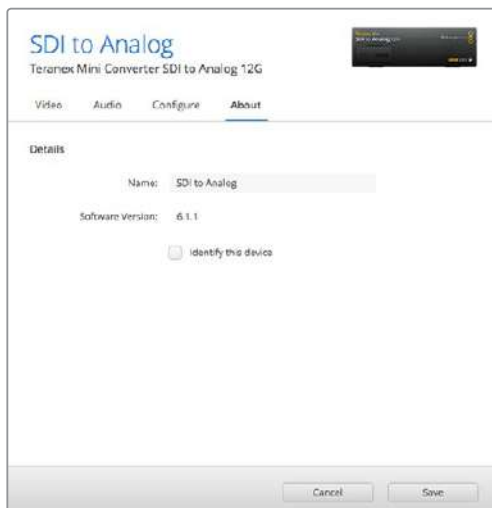 SDI to Analog
Teranex Mini Converter SDI to Analog 12G
Video Audio Configure About
Details
Name: SDI to Analog
Software Version: 6.1.1
Identify this device
Cancel Save